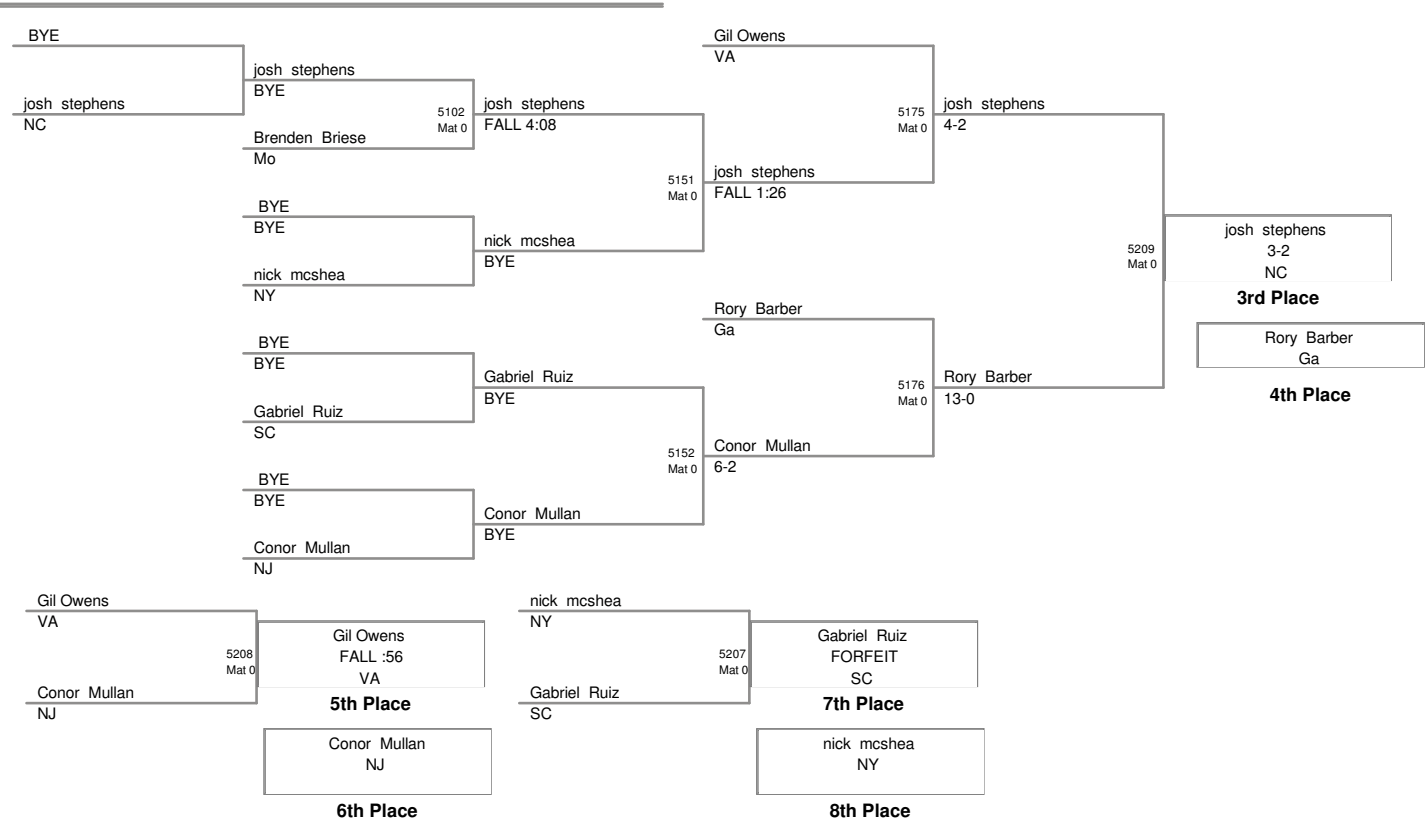 BYE
josh stephens
NC
josh stephens
BYE
Brenden Briese
Mo
5102
Mat 0
BYE
BYE
nick mcshea
NY
BYE
BYE
Gabriel Ruiz
SC
BYE
BYE
Conor Mullan
NJ
josh stephens
FALL 4:08
nick mcshea
BYE
5151
Mat 0
Gabriel Ruiz
BYE
Conor Mullan
BYE
5152
Mat 0
Gil Owens
VA
josh stephens
FALL 1:26
5175
Mat 0
Rory Barber
Ga
Conor Mullan
6-2
5176
Mat 0
josh stephens
4-2
Rory Barber
13-0
5209
Mat 0
josh stephens
3-2
NC
3rd Place
Rory Barber
Ga
4th Place
Gil Owens
VA
Conor Mullan
NJ
5208
Mat 0
Gil Owens
FALL :56
VA
5th Place
Conor Mullan
NJ
6th Place
nick mcshea
NY
Gabriel Ruiz
SC
5207
Mat 0
Gabriel Ruiz
FORFEIT
SC
7th Place
nick mcshea
NY
8th Place